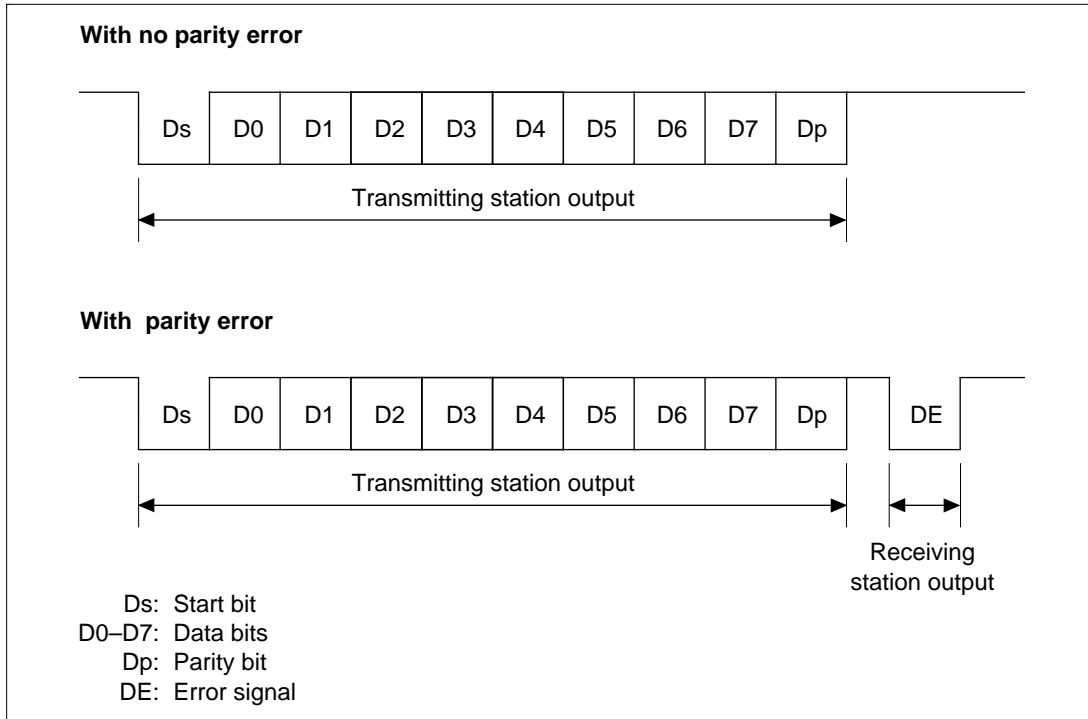 With no parity error
Ds D0 D1 D2 D3 D4 D5 D6 D7 Dp
Transmitting station output
With parity error
Ds D0 D1 D2 D3 D4 D5 D6 D7 Dp DE
Transmitting station output
Receiving
station output
Ds: Start bit
D0–D7: Data bits
Dp: Parity bit
DE: Error signal